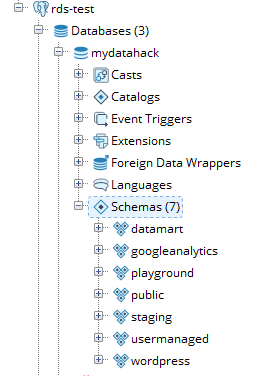 rds-test
Databases (3)
mydatahack
Casts
Catalogs
Event Triggers
Extensions
Foreign Data Wrappers
Languages
Schemas (7)
datamart
googleanalytics
playground
public
staging
usermanaged
wordpress